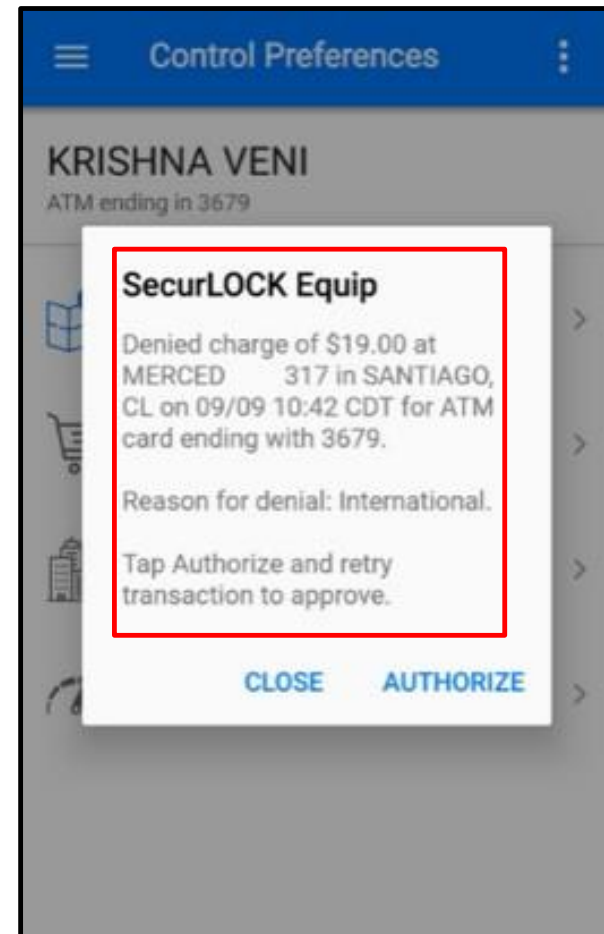 Control Preferences
KRISHNA VENI
ATM ending in 3679
SecurLOCK Equip
Denied charge of $19.00 at
MERCED 317 in SANTIAGO,
CL on 09/09 10:42 CDT for ATM
card ending with 3679.
Reason for denial: International.
Tap Authorize and retry
transaction to approve.
CLOSE AUTHORIZE